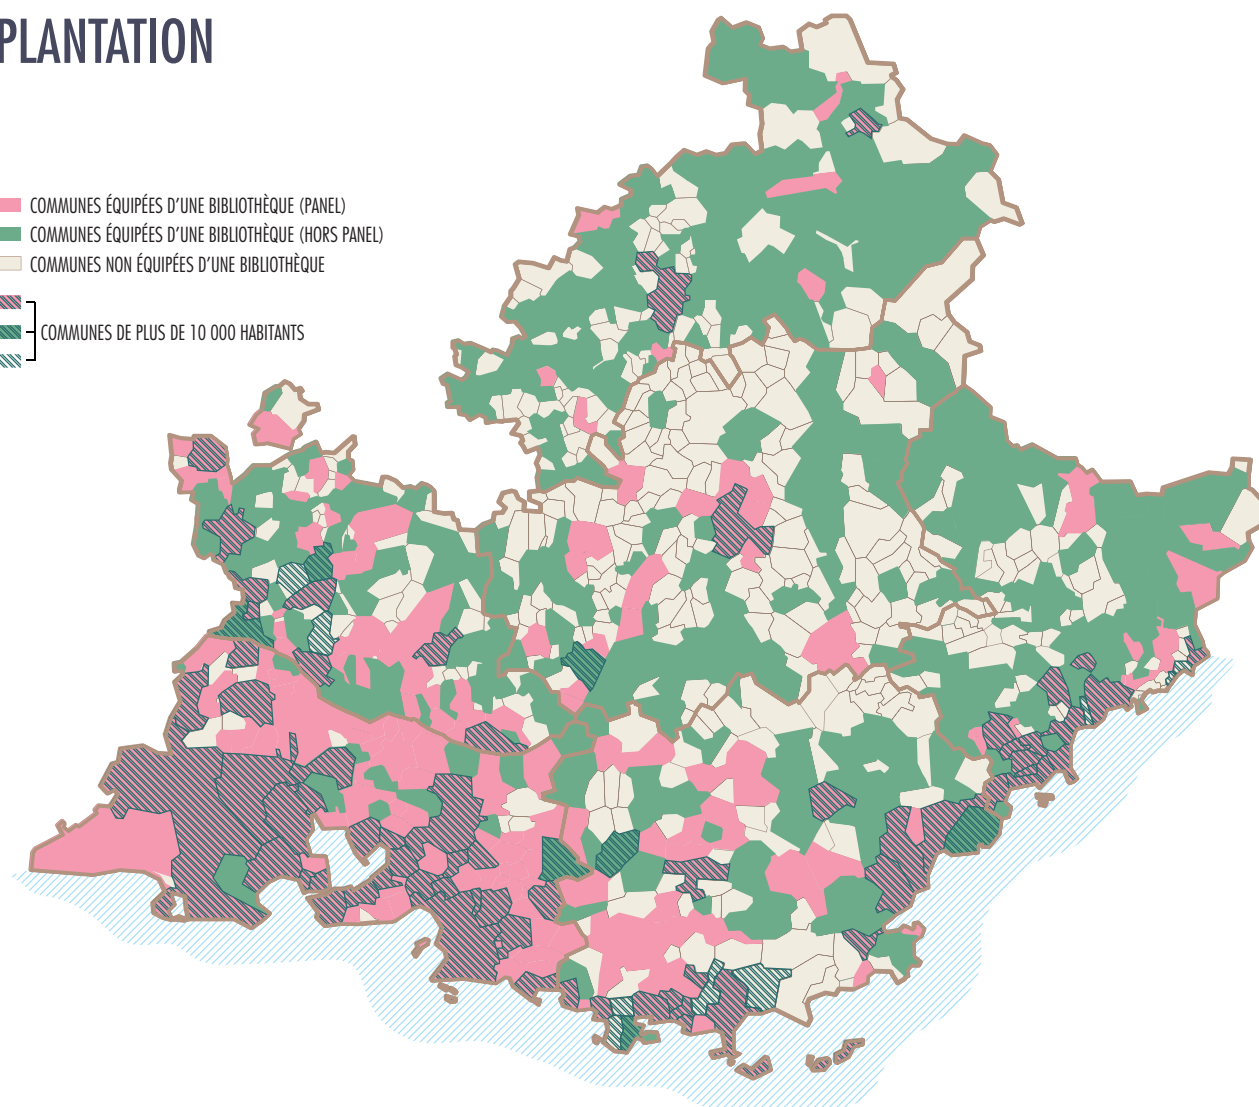 PLANTATION
COMMUNES ÉQUIPÉES D'UNE BIBLIOTHÈQUE (PANEL)
COMMUNES ÉQUIPÉES D'UNE BIBLIOTHÈQUE (HORS PANEL)
COMMUNES NON ÉQUIPÉES D'UNE BIBLIOTHÈQUE
COMMUNES DE PLUS DE 10 000 HABITANTS